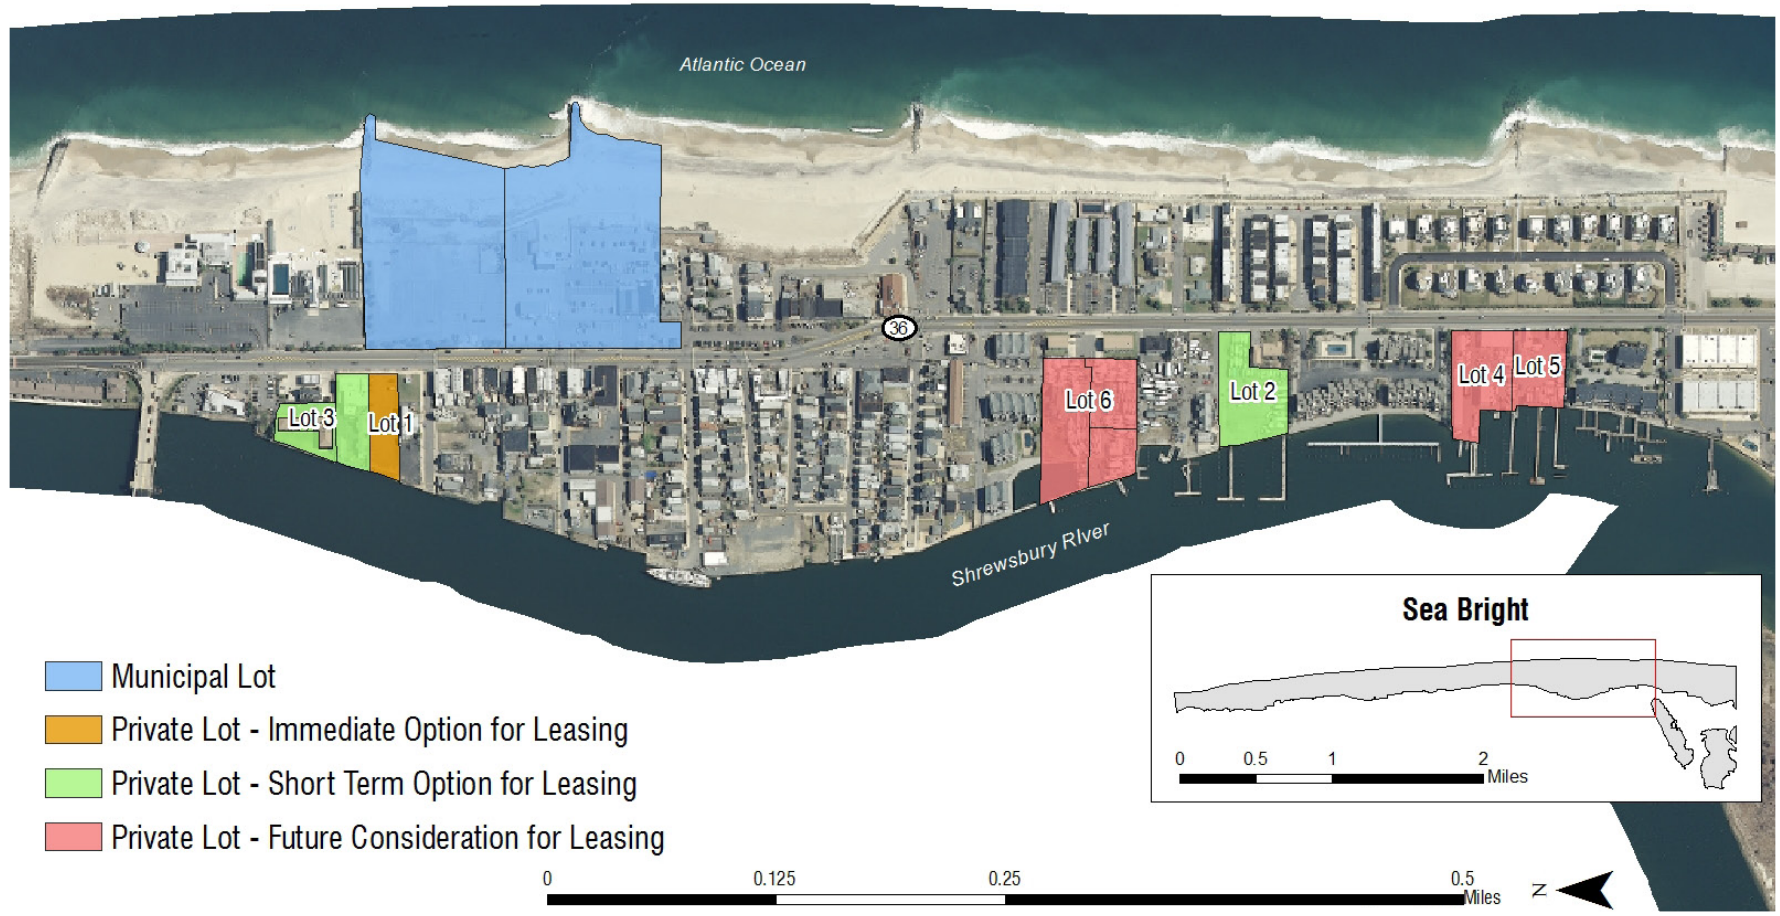 Atlantic Ocean
36
Lot 3
Lot 1
Lot 6
Lot 2
Lot 4
Lot 5
Shrewsbury RIver
Municipal Lot
Private Lot - Immediate Option for Leasing
Private Lot - Short Term Option for Leasing
Private Lot - Future Consideration for Leasing
Sea Bright
0 0.5 1 2
Miles
0 0.125 0.25 0.5
Miles
N